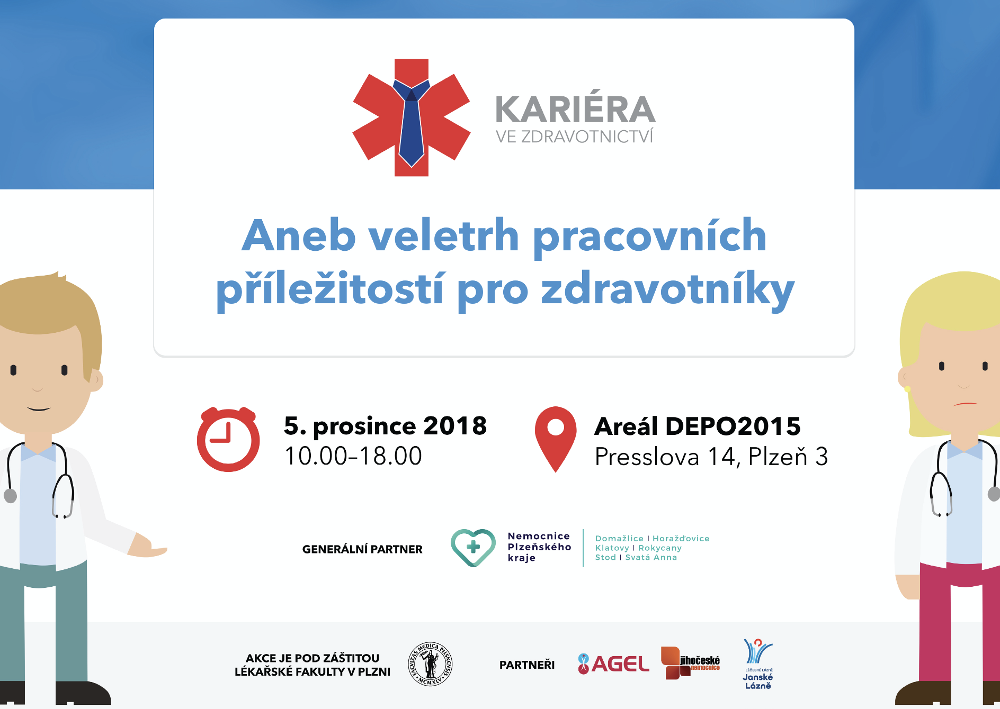 KARIÉRA
VE ZDRAVOTNICTVÍ
Aneb veletrh pracovních
příležitostí pro zdravotníky
5. prosince 2018
10.00–18.00
Areál DEPO2015
Presslova 14, Plzeň 3
GENERÁLNÍ PARTNER
Nemocnice
Plzeňského
kraje
Domažlice | Horažďovice
Klatovy | Rokycany
Stod | Svatá Anna
AKCE JE POD ZÁŠTITOU
LÉKAŘSKÉ FAKULTY V PLZNI
FACVLTAS MEDICA PILSNENSIS
MCMXLV
PARTNEŘI
AGEL
jihočeské
nemocnice
LÉČEBNÉ LÁZNĚ
Janské
Lázně